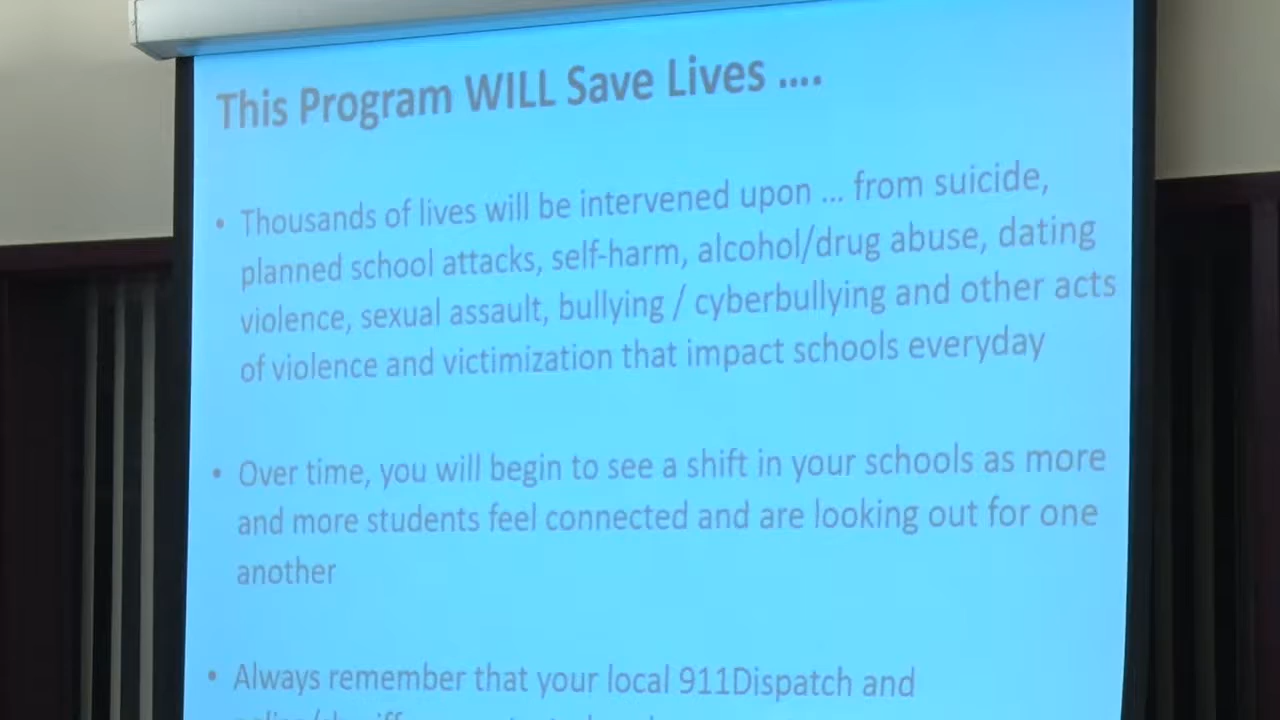 This Program WILL Save Lives ....
• Thousands of lives will be intervened upon ... from suicide,
planned school attacks, self-harm, alcohol/drug abuse, dating
violence, sexual assault, bullying / cyberbullying and other acts
of violence and victimization that impact schools everyday
• Over time, you will begin to see a shift in your schools as more
and more students feel connected and are looking out for one
another
• Always remember that your local 911Dispatch and